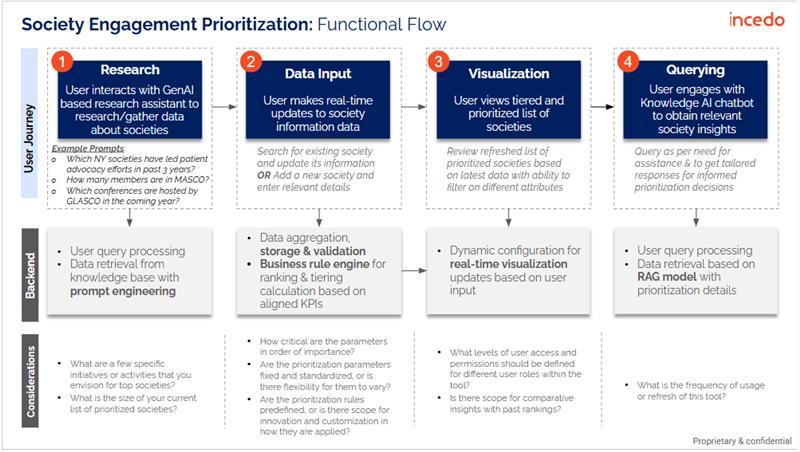 Society Engagement Prioritization: Functional Flow
incedo
User Journey
1
Research
User interacts with GenAI
based research assistant to
research/gather data
about societies
Example Prompts:
o Which NY societies have led patient
advocacy efforts in past 3 years?
o How many members are in MASCO?
o Which conferences are hosted by
GLASCO in the coming year?
2
Data Input
User makes real-time
updates to society
information data
Search for existing society
and update its information
OR Add a new society and
enter relevant details
3
Visualization
User views tiered and
prioritized list of
societies
Review refreshed list of
prioritized societies based
on latest data with ability to
filter on different attributes
4
Querying
User engages with
Knowledge AI chatbot
to obtain relevant
society insights
Query as per need for
assistance & to get tailored
responses for informed
prioritization decisions
Backend
• User query processing
• Data retrieval from
knowledge base with
prompt engineering
• Data aggregation,
storage & validation
• Business rule engine for
ranking & tiering
calculation based on
aligned KPIs
• Dynamic configuration for
real-time visualization
updates based on user
input
• User query processing
• Data retrieval based on
RAG model with
prioritization details
Considerations
• What are a few specific
initiatives or activities that you
envision for top societies?
• What is the size of your current
list of prioritized societies?
• How critical are the parameters
in order of importance?
• Are the prioritization parameters
fixed and standardized, or is
there flexibility for them to vary?
• Are the prioritization rules
predefined, or is there scope for
innovation and customization in
how they are applied?
• What levels of user access and
permissions should be defined
for different user roles within the
tool?
• Is there scope for comparative
insights with past rankings?
• What is the frequency of usage
or refresh of this tool?
Proprietary & confidential